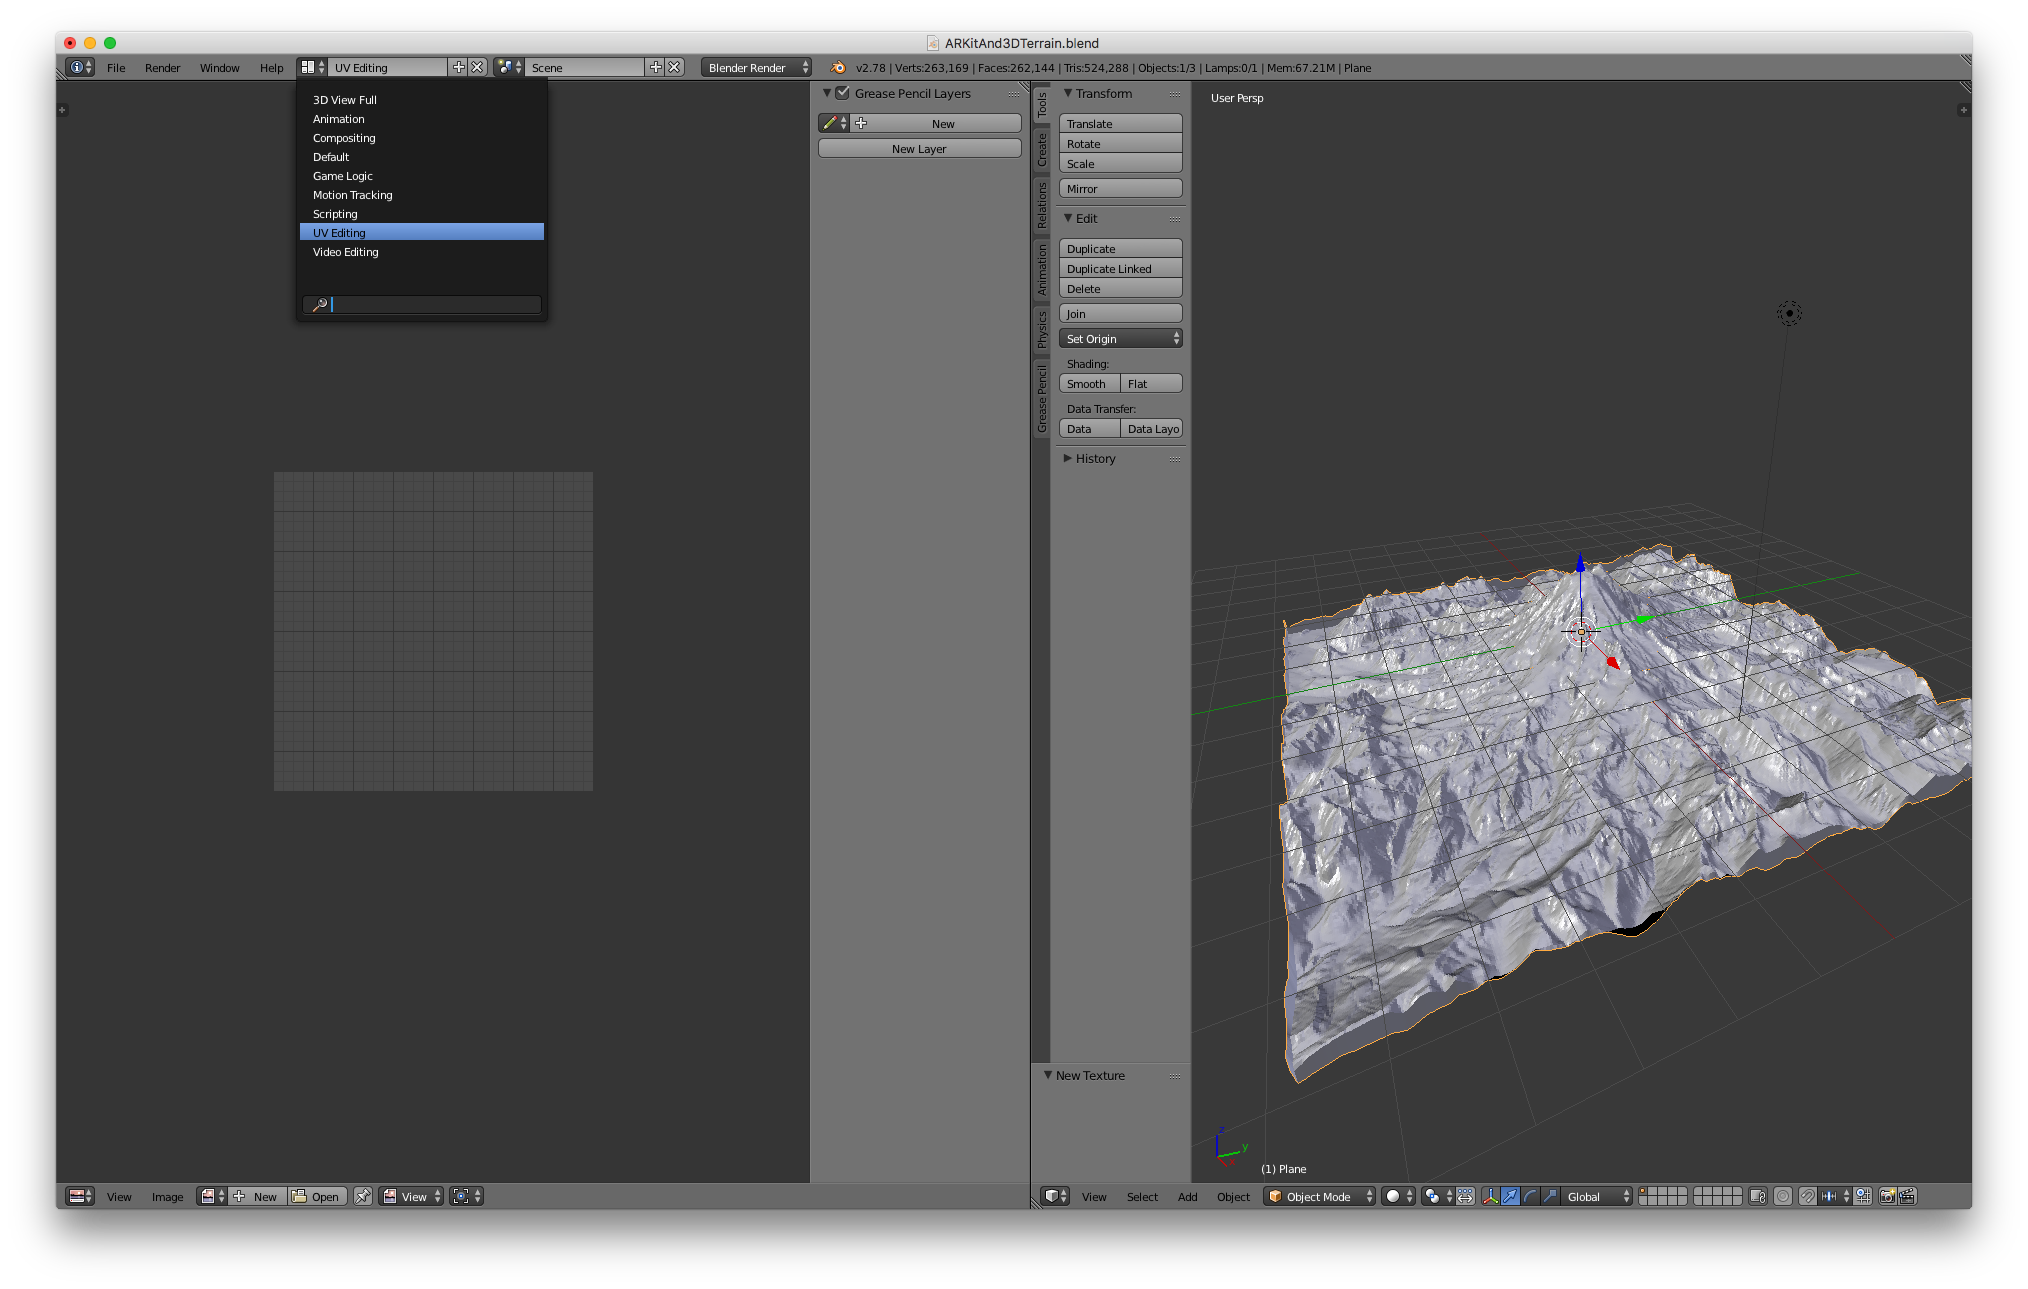 ARKitAnd3DTerrain.blend
File Render Window Help UV Editing Scene Blender Render v2.78 | Verts:263,169 | Faces:262,144 | Tris:524,288 | Objects:1/3 | Lamps:0/1 | Mem:67.21M | Plane
3D View Full
Animation
Compositing
Default
Game Logic
Motion Tracking
Scripting
UV Editing
Video Editing
Grease Pencil Layers
New
New Layer
Tools
Create
Relations
Animation
Physics
Grease Pencil
Transform
Translate
Rotate
Scale
Mirror
Edit
Duplicate
Duplicate Linked
Delete
Join
Set Origin
Shading:
Smooth Flat
Data Transfer:
Data Data Layo
History
New Texture
User Persp
z
y
(1) Plane
View Image New Open View
View Select Add Object Object Mode Global